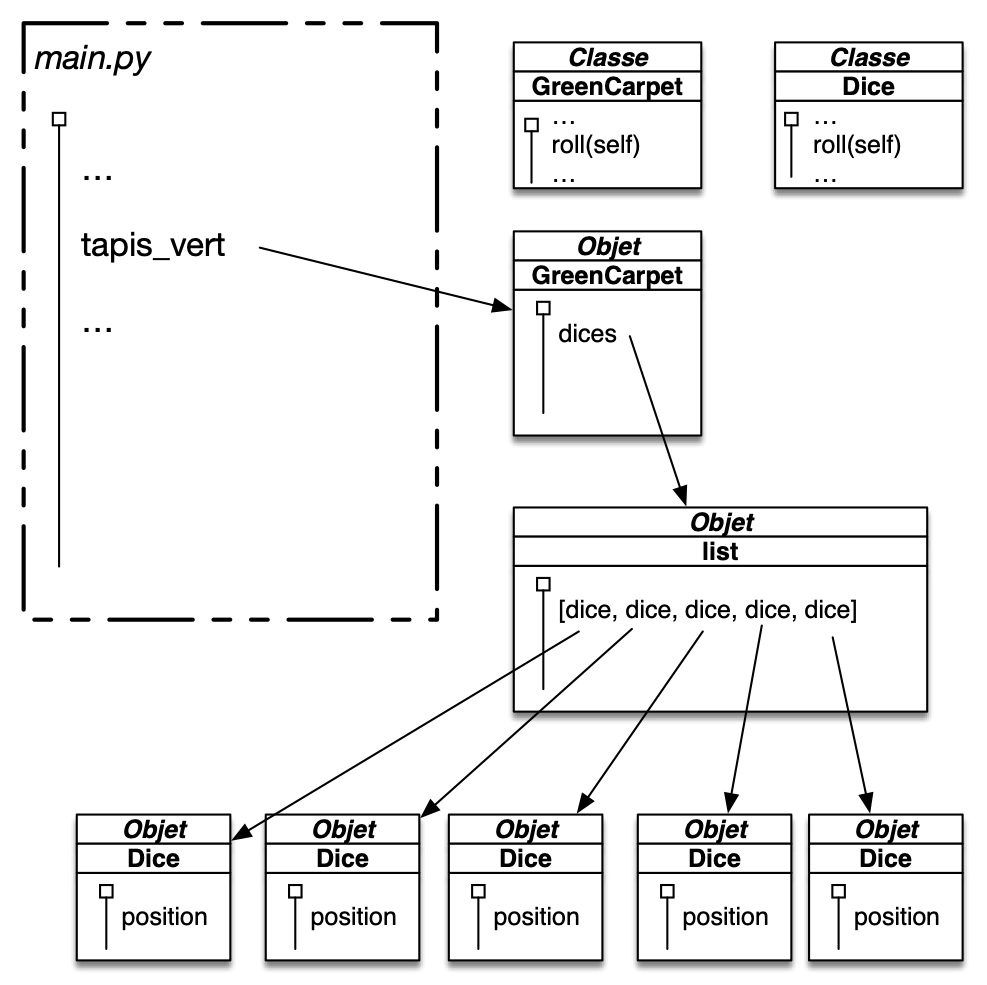 main.py
...
tapis_vert
...
Classe
GreenCarpet
...
roll(self)
...
Classe
Dice
...
roll(self)
...
Objet
GreenCarpet
dices
Objet
list
[dice, dice, dice, dice, dice]
Objet
Dice
position
Objet
Dice
position
Objet
Dice
position
Objet
Dice
position
Objet
Dice
position